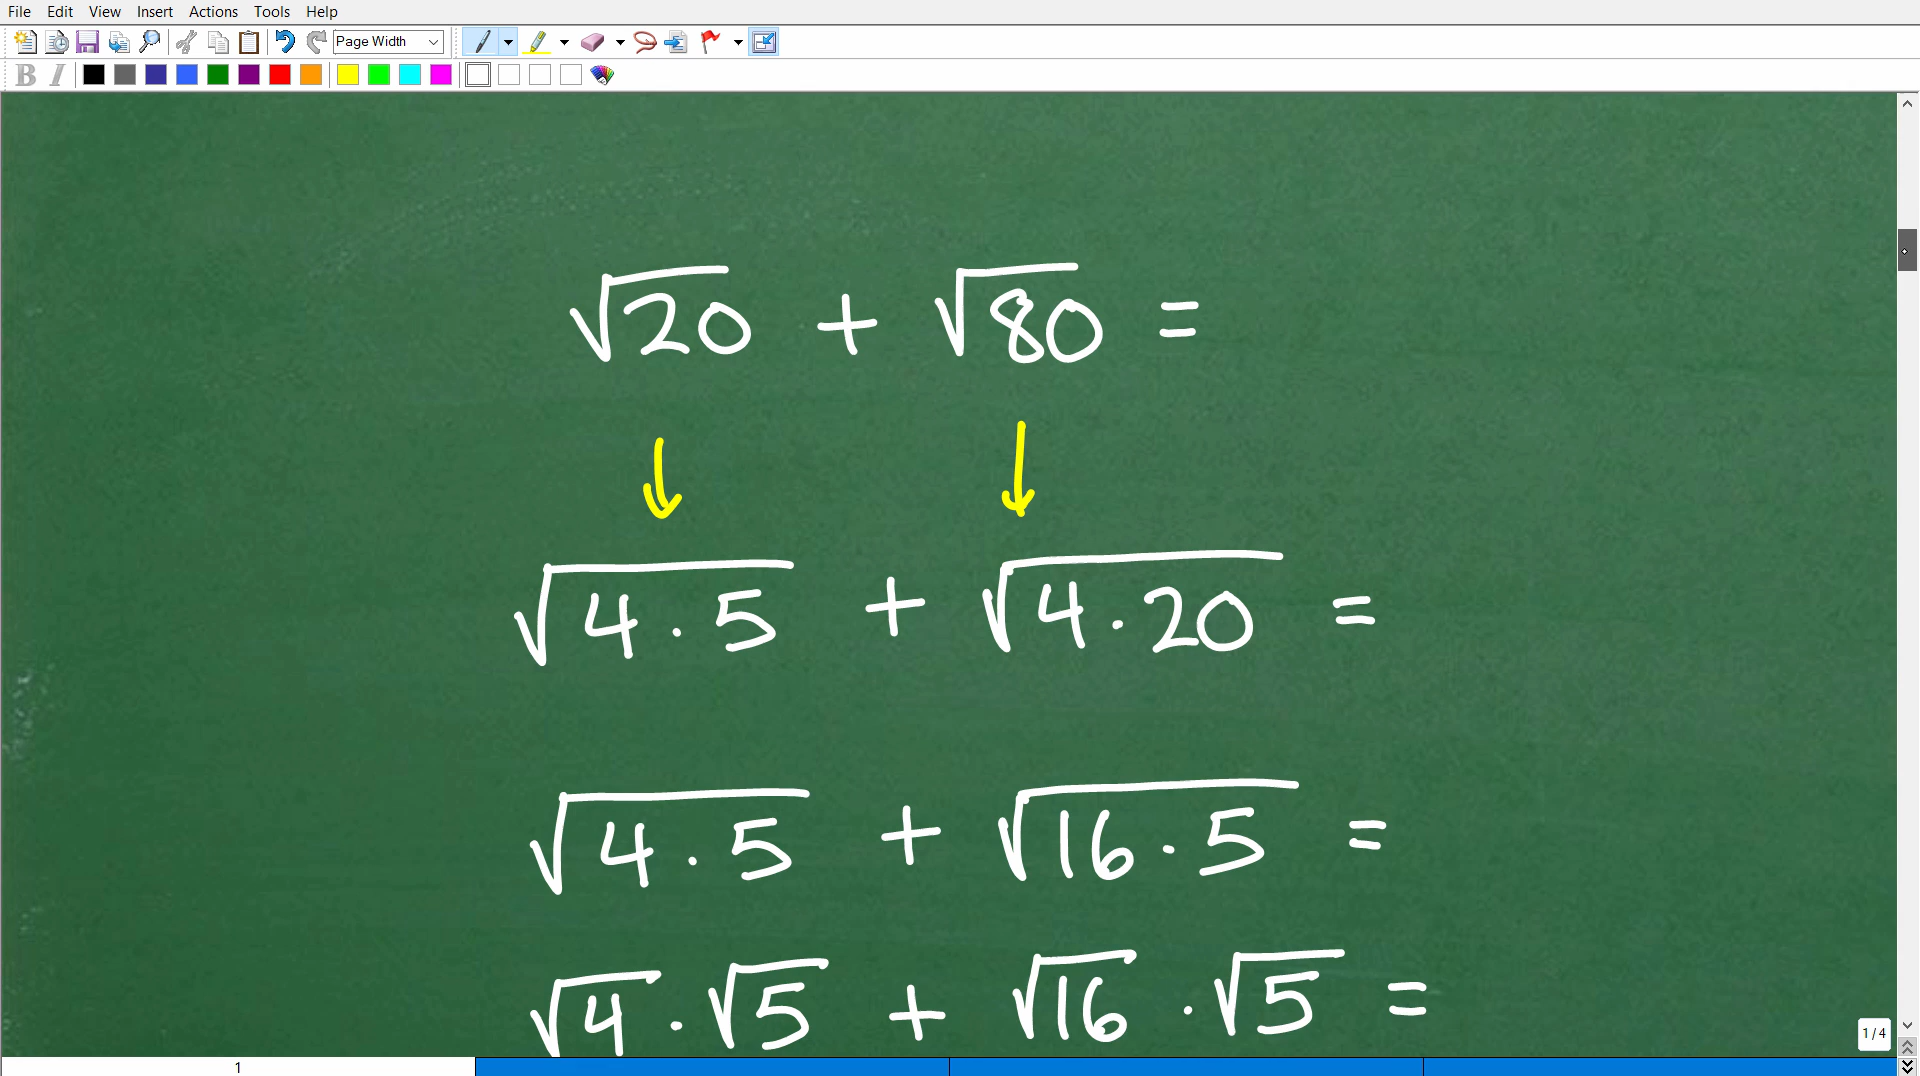 File Edit View Insert Actions Tools Help
Page Width
B I
√20 + √80 =
√4 · 5 + √4 · 20 =
√4 · 5 + √16 · 5 =
√4 · √5 + √16 · √5 =
1 / 4
1